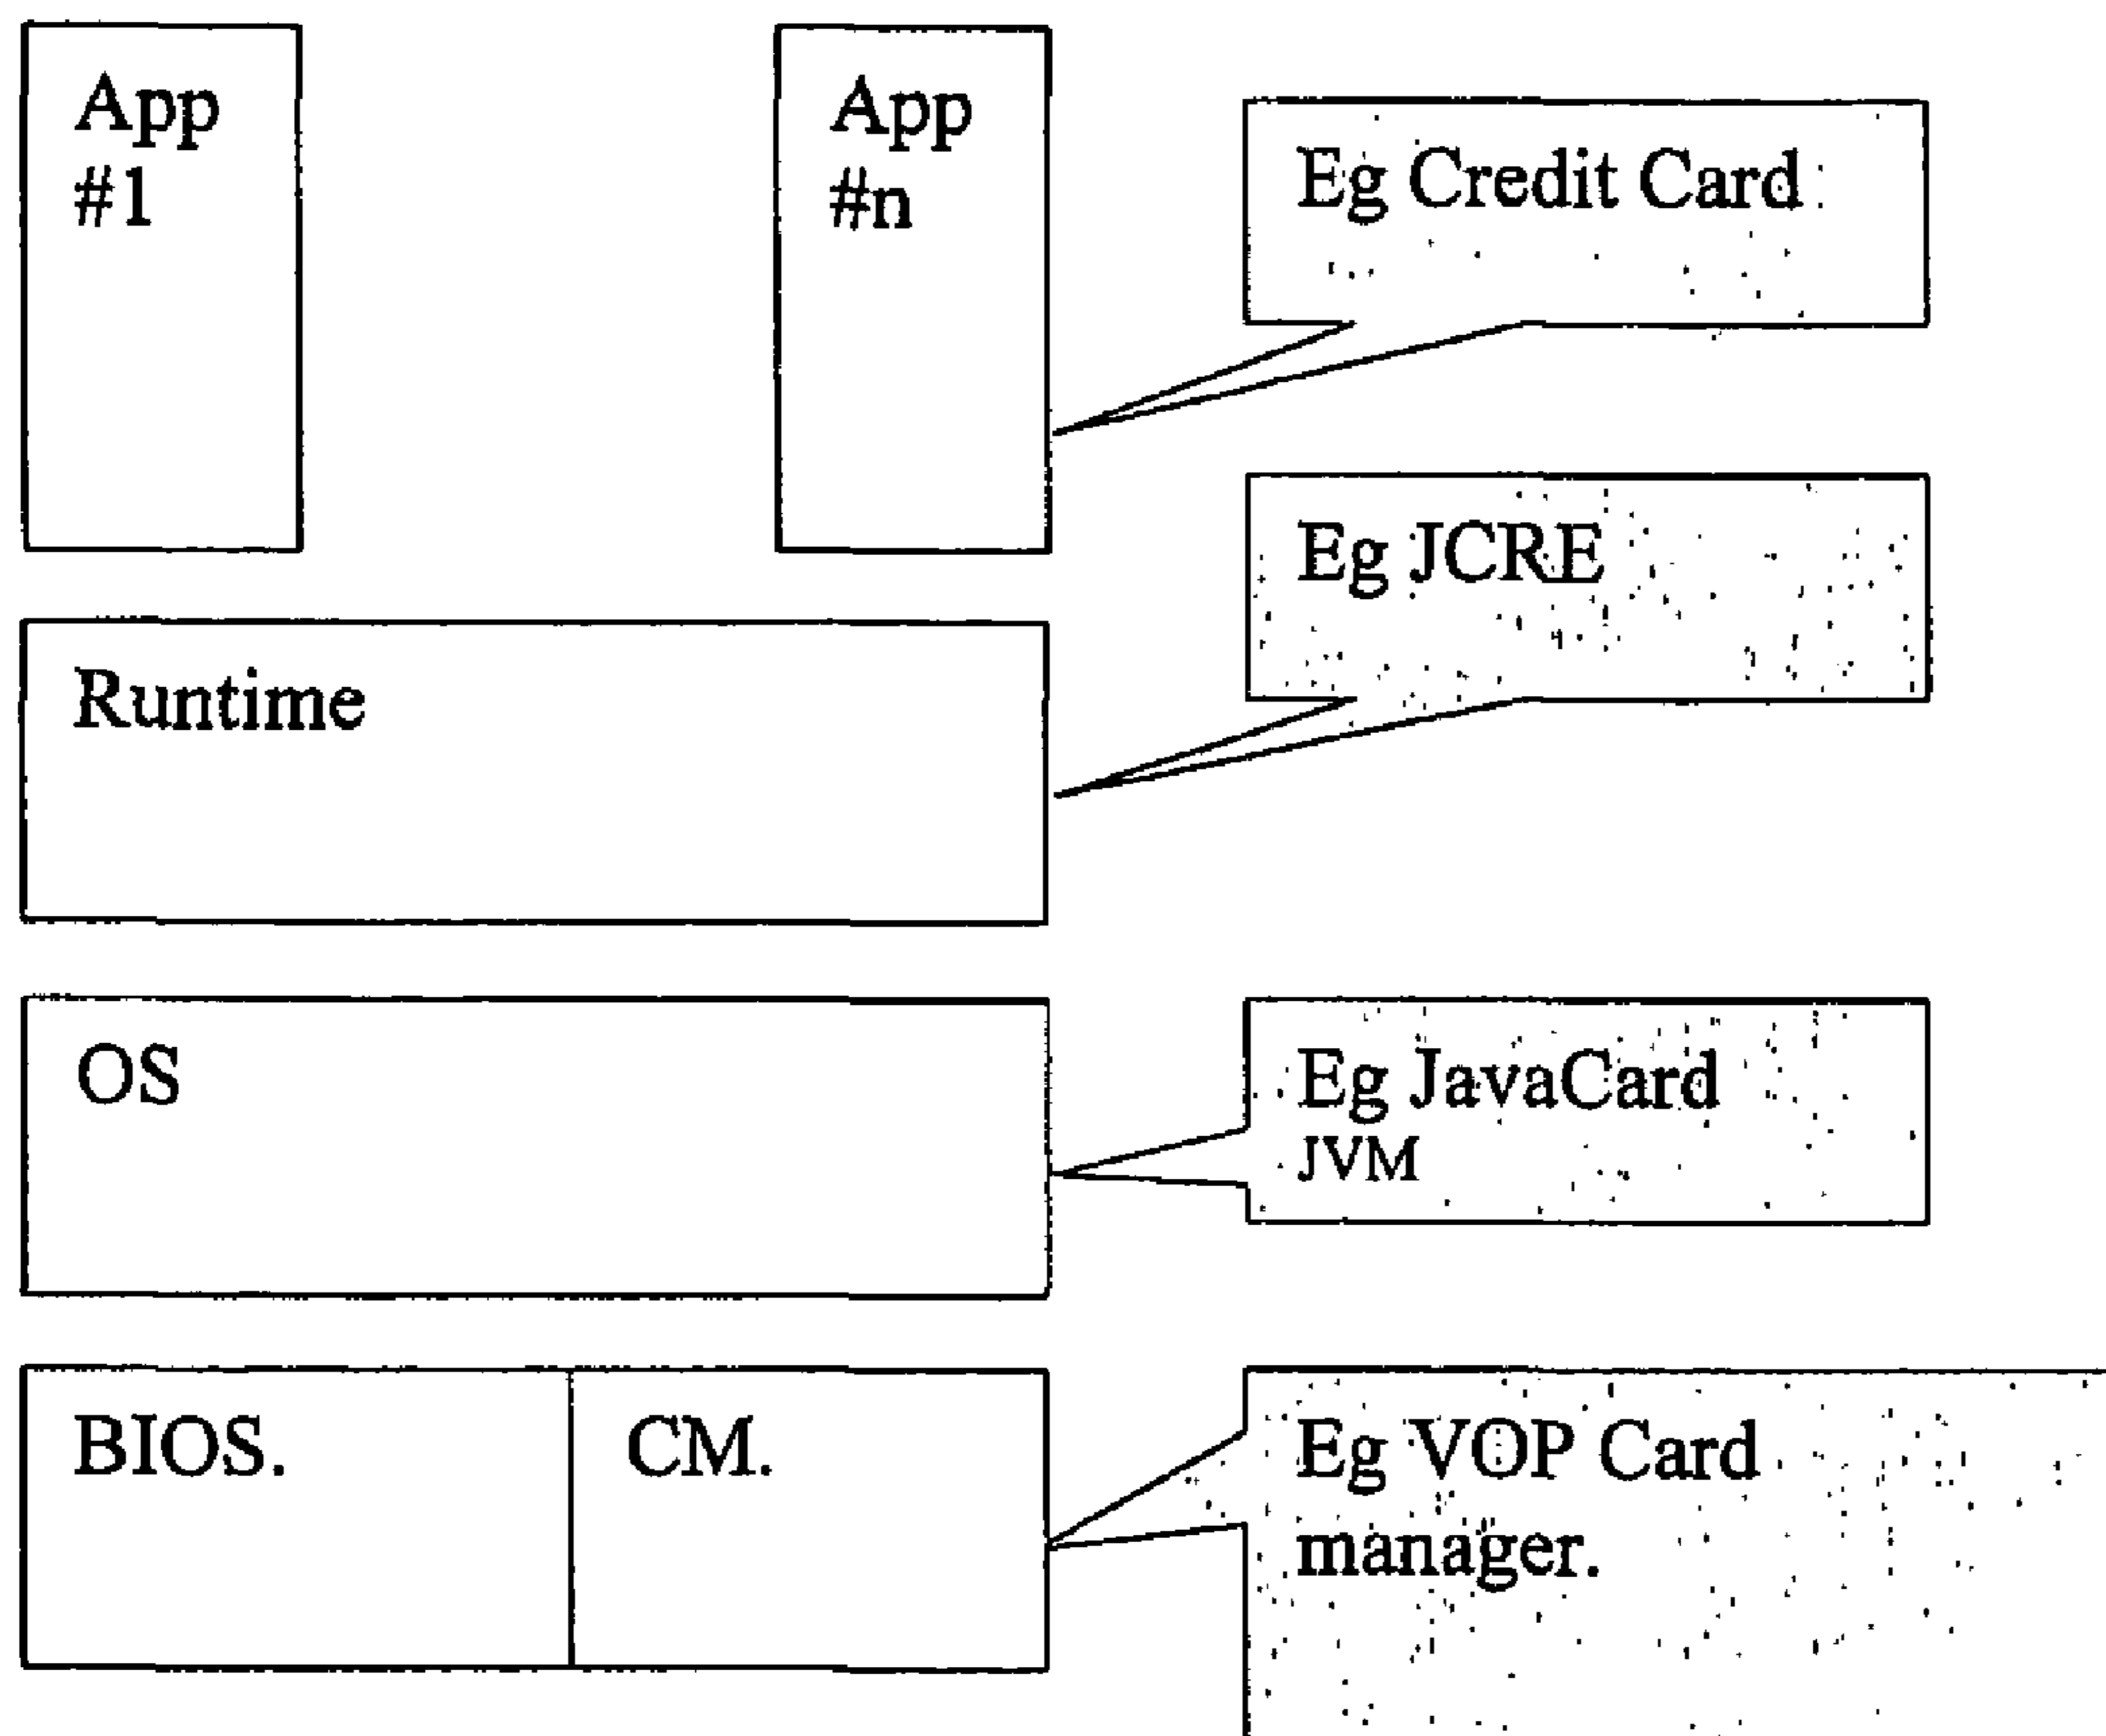 App
#1
App
#n
Eg Credit Card
Eg JCRE
Runtime
OS
Eg JavaCard
JVM
BIOS.
CM.
Eg VOP Card
manager.